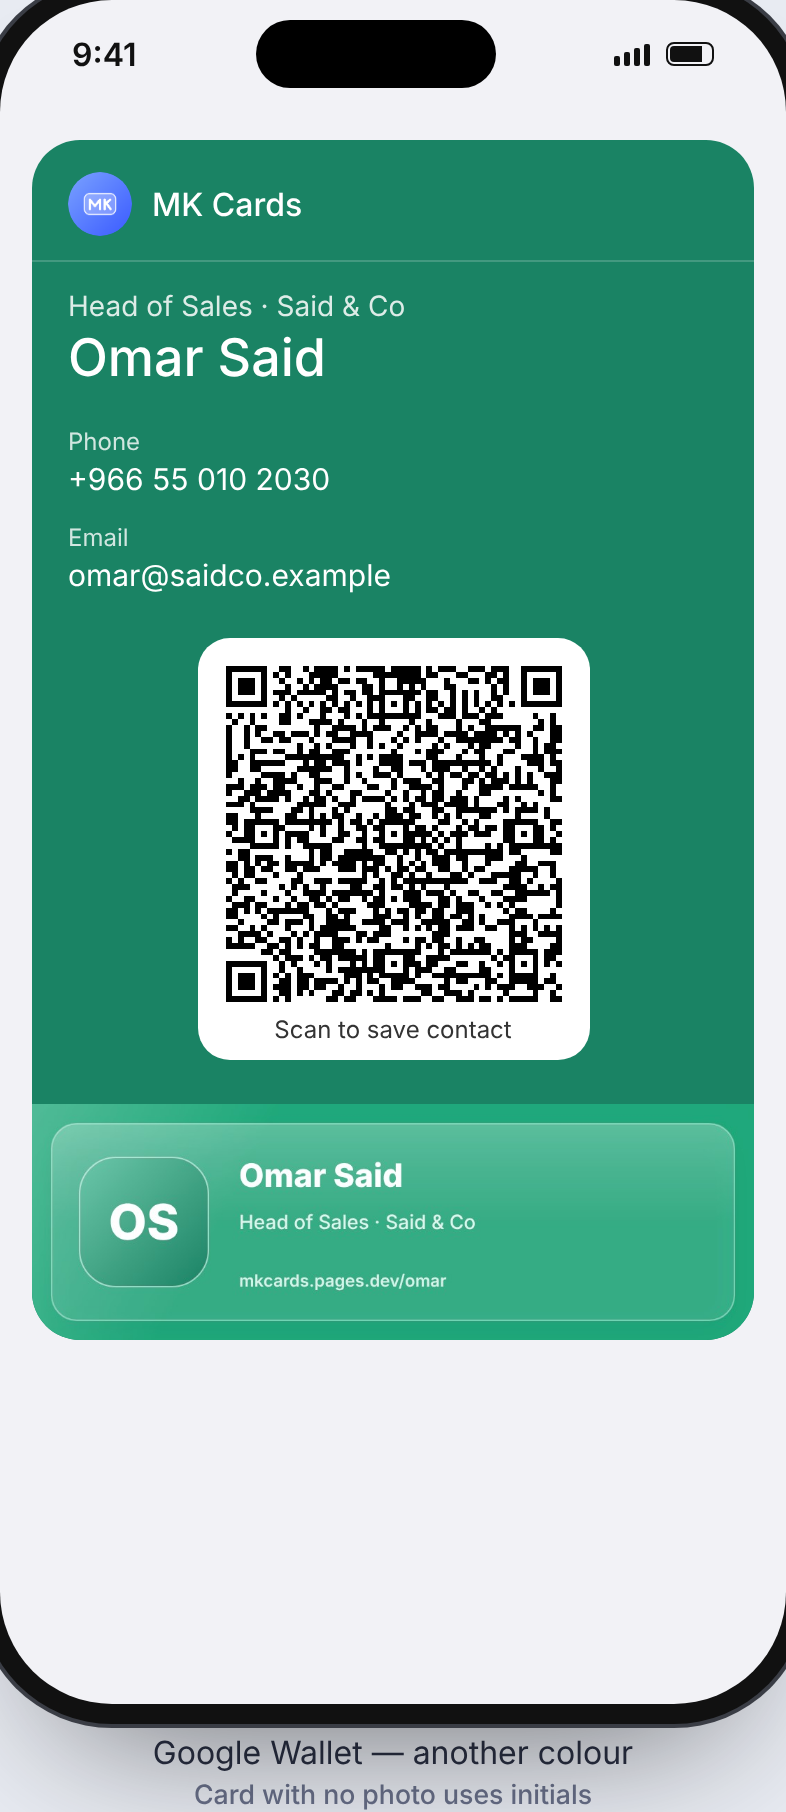 9:41
MK
MK Cards
Head of Sales · Said & Co
Omar Said
Phone
+966 55 010 2030
Email
omar@saidco.example
Scan to save contact
OS
Omar Said
Head of Sales · Said & Co
mkcards.pages.dev/omar
Google Wallet — another colour
Card with no photo uses initials